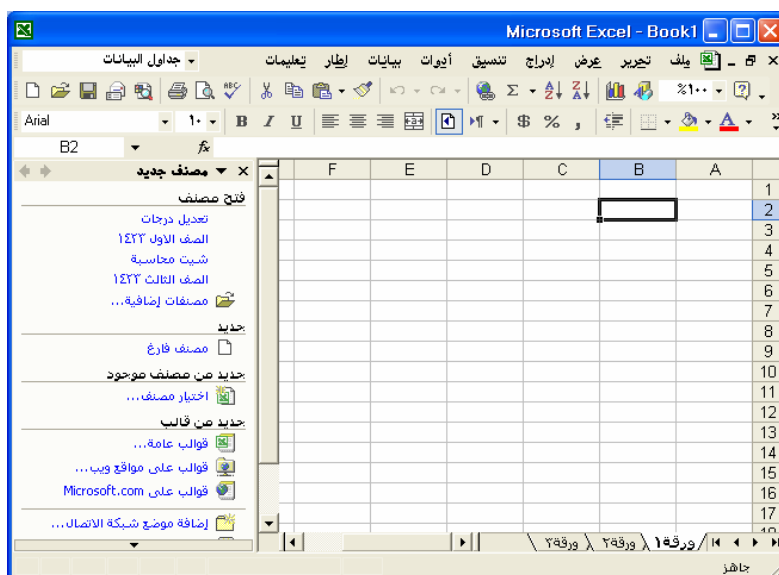 Microsoft Excel - Book1
ملف تحرير عرض إدراج تنسيق أدوات بيانات إطار تعليمات جداول البيانات
ABC Σ %١٠٠
Arial ١٠ B I U $ % ,
B2 fx
مصنف جديد
فتح مصنف
تعديل درجات
الصف الاول ١٤٢٣
شيت محاسبة
الصف الثالث ١٤٢٣
مصنفات إضافية...
جديد
مصنف فارغ
جديد من مصنف موجود
اختيار مصنف...
جديد من قالب
قوالب عامة...
قوالب على مواقع ويب...
قوالب على Microsoft.com
إضافة موضع شبكة الاتصال...
A B C D E F
1
2
3
4
5
6
7
8
9
10
11
12
13
14
15
16
17
ورقة١ ورقة٢ ورقة٣
جاهز